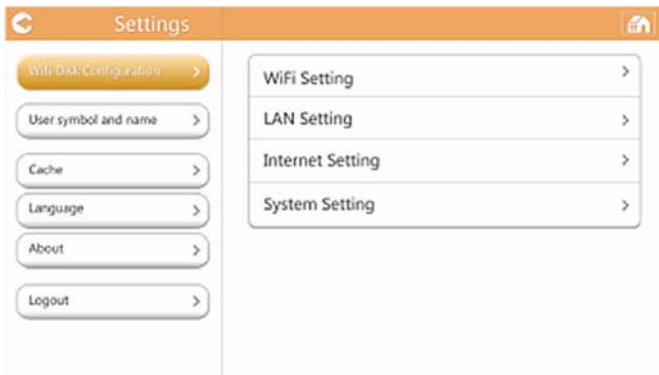 Settings
Wifi Disk Configuration
User symbol and name
Cache
Language
About
Logout
WiFi Setting
LAN Setting
Internet Setting
System Setting